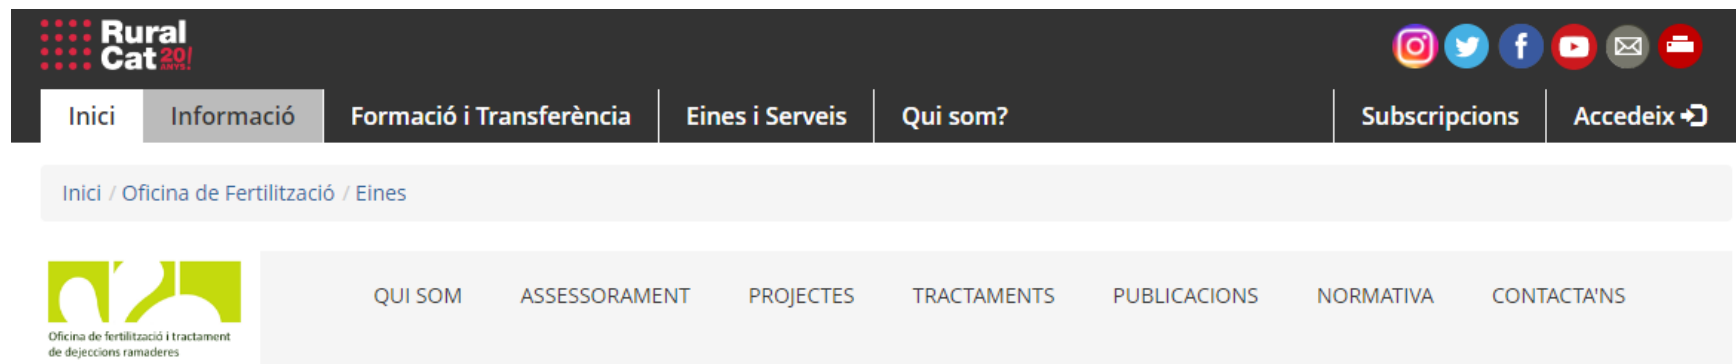 Rural
Cat 20!
ANYS!
Inici Informació Formació i Transferència Eines i Serveis Qui som? Subscripcions Accedeix
Inici / Oficina de Fertilització / Eines
QUI SOM ASSESSORAMENT PROJECTES TRACTAMENTS PUBLICACIONS NORMATIVA CONTACTA'NS
Oficina de fertilització i tractament
de dejeccions ramaderes